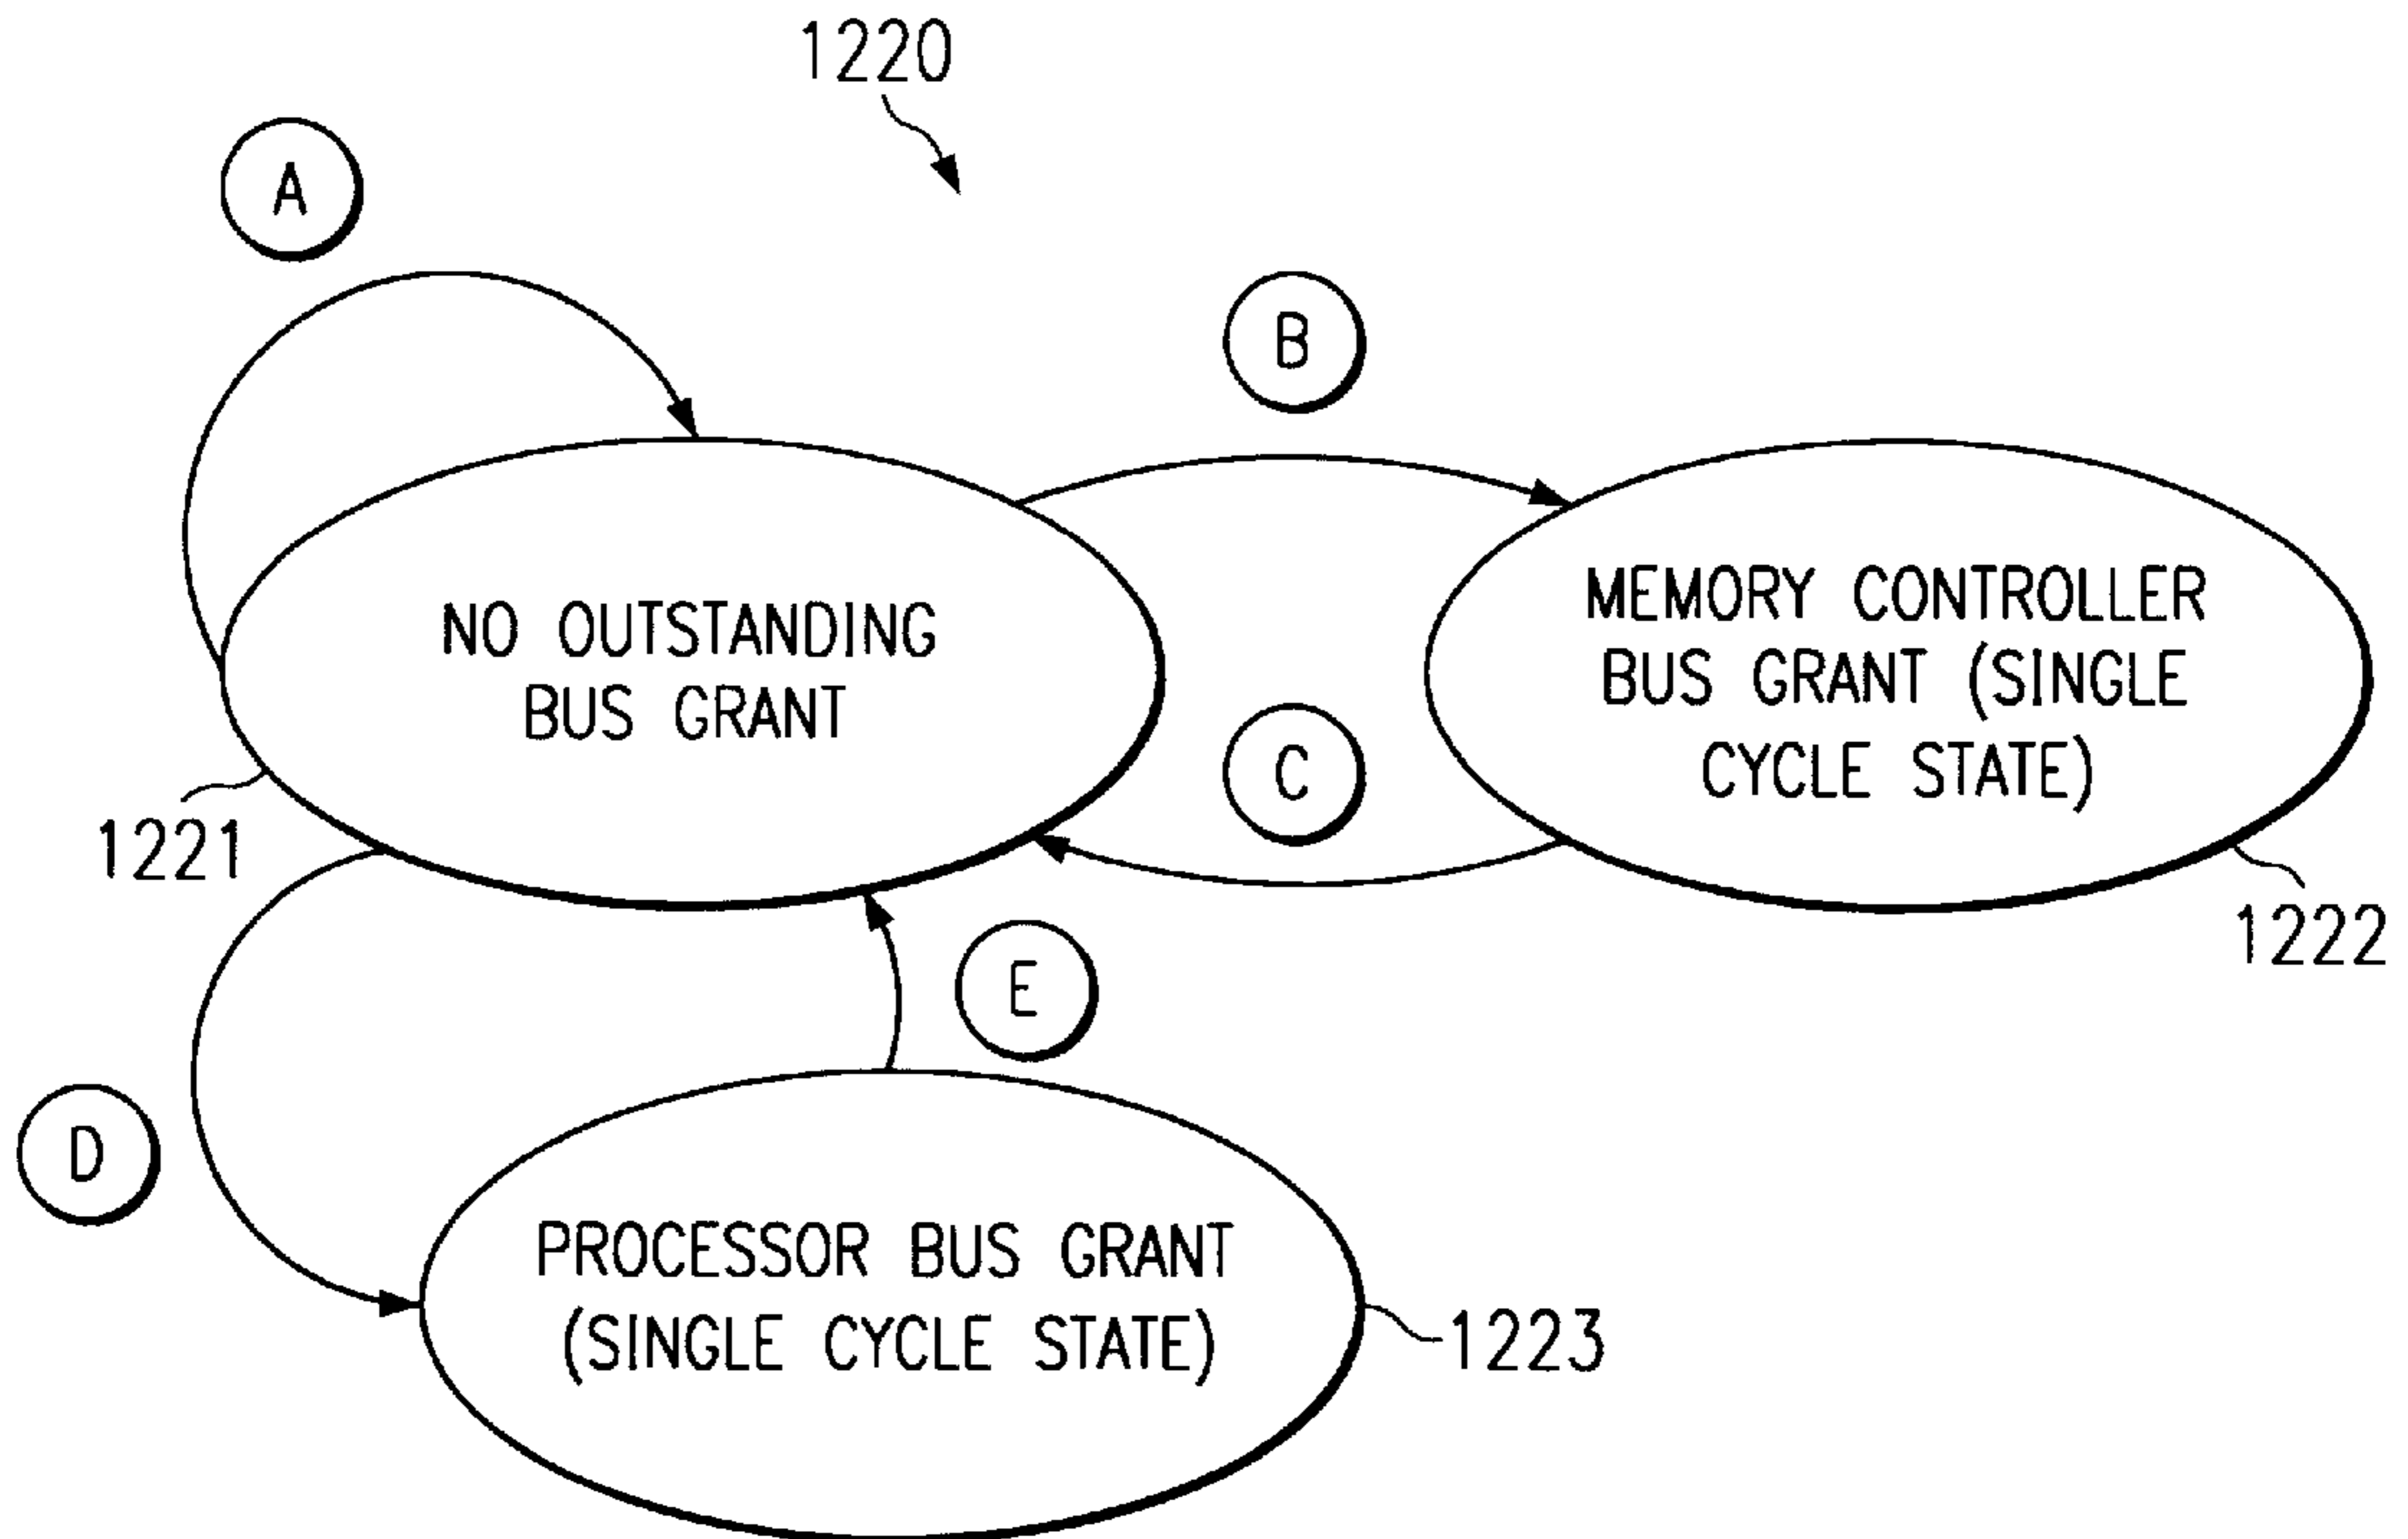 1220
A
B
NO OUTSTANDING
BUS GRANT
MEMORY CONTROLLER
BUS GRANT (SINGLE
CYCLE STATE)
C
1221
1222
E
D
PROCESSOR BUS GRANT
(SINGLE CYCLE STATE)
1223